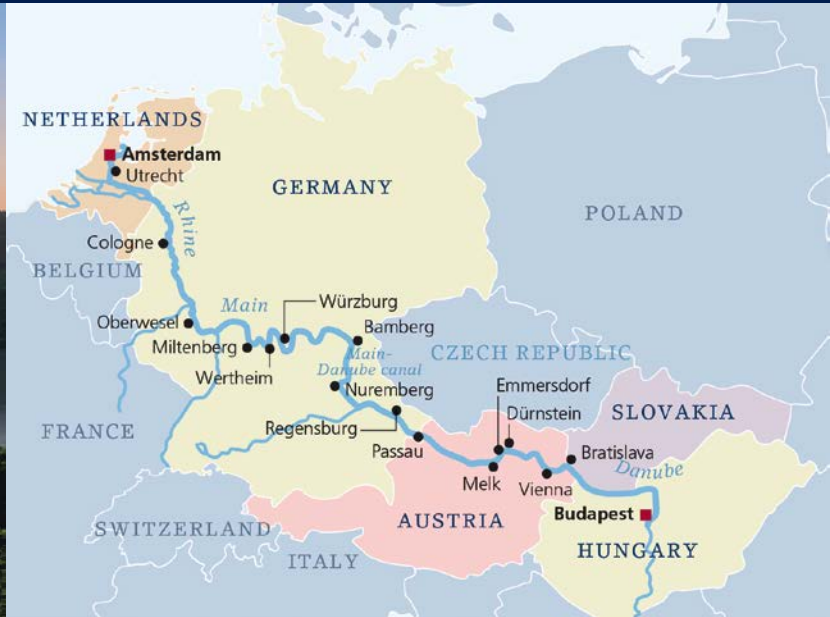 NETHERLANDS
Amsterdam
Utrecht
GERMANY
POLAND
Rhine
Cologne
BELGIUM
Main
Würzburg
Oberwesel
Bamberg
Miltenberg
Main-
Danube canal
CZECH REPUBLIC
Wertheim
Nuremberg
Emmersdorf
Dürnstein
SLOVAKIA
FRANCE
Regensburg
Passau
Bratislava
Danube
Melk
Vienna
Budapest
SWITZERLAND
AUSTRIA
HUNGARY
ITALY